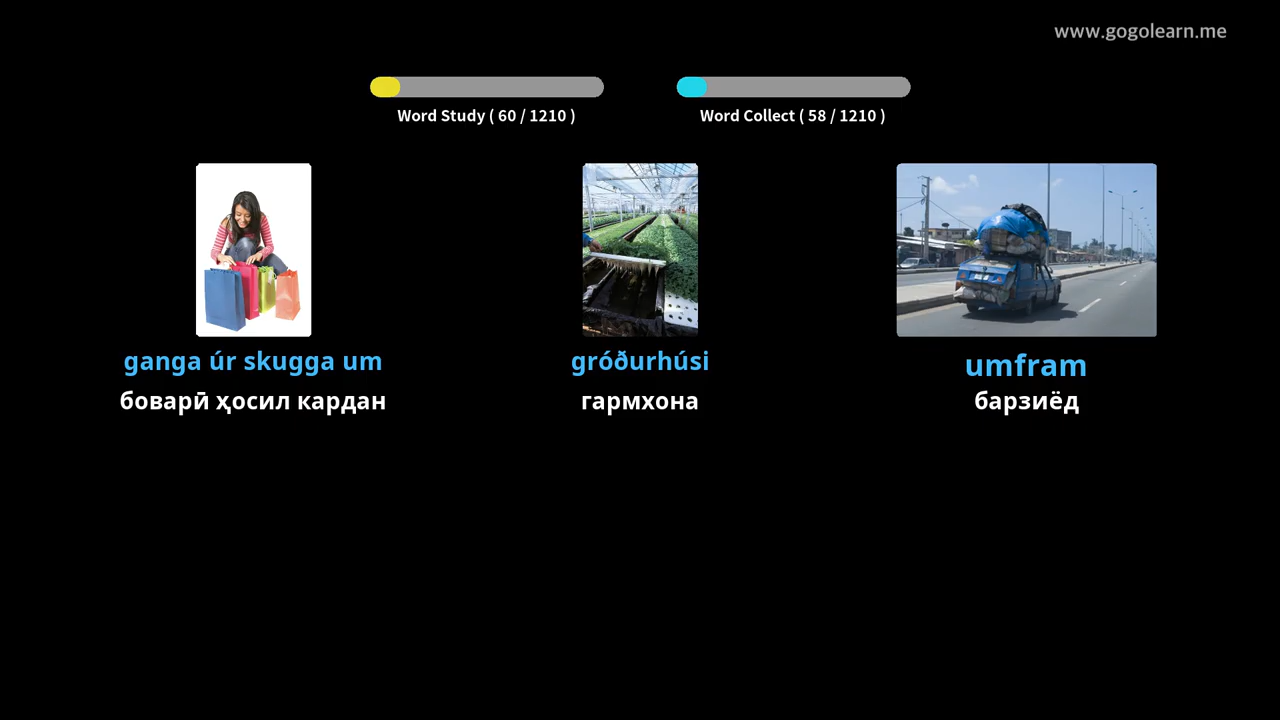 www.gogolearn.me
Word Study ( 60 / 1210 )
Word Collect ( 58 / 1210 )
ganga úr skugga um
боварӣ ҳосил кардан
gróðurhúsi
гармхона
umfram
барзиёд